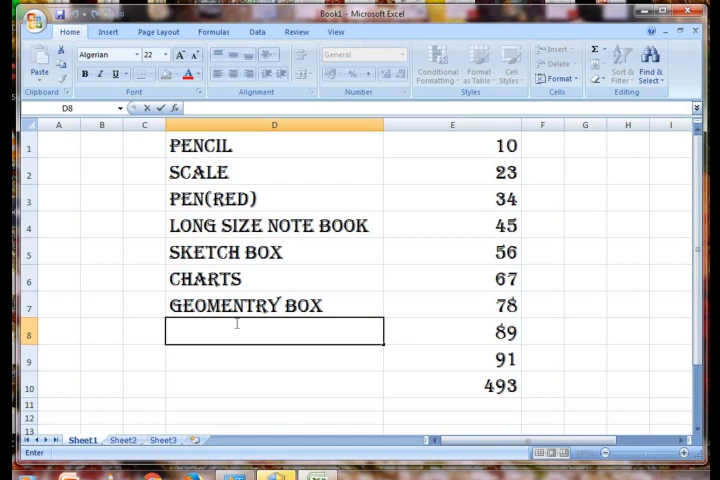 Book1 - Microsoft Excel
Home Insert Page Layout Formulas Data Review View
Paste
Clipboard
Algerian 22
B I U
Font
Alignment
General
%
Number
Conditional Formatting
Format as Table
Cell Styles
Styles
Insert
Delete
Format
Cells
Σ
Sort & Filter
Find & Select
Editing
D8 fx
A B C D E F G H I
1 PENCIL 10
2 SCALE 23
3 PEN(RED) 34
4 LONG SIZE NOTE BOOK 45
5 SKETCH BOX 56
6 CHARTS 67
7 GEOMENTRY BOX 78
8 89
9 91
10 493
11
12
13
Sheet1 Sheet2 Sheet3
Enter